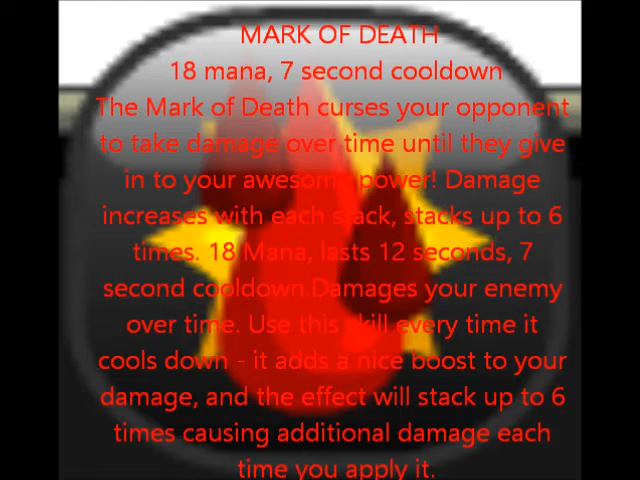 MARK OF DEATH
18 mana, 7 second cooldown
The Mark of Death curses your opponent
to take damage over time until they give
in to your awesome power! Damage
increases with each stack, stacks up to 6
times. 18 Mana, lasts 12 seconds, 7
second cooldown.Damages your enemy
over time. Use this skill every time it
cools down - it adds a nice boost to your
damage, and the effect will stack up to 6
times causing additional damage each
time you apply it.